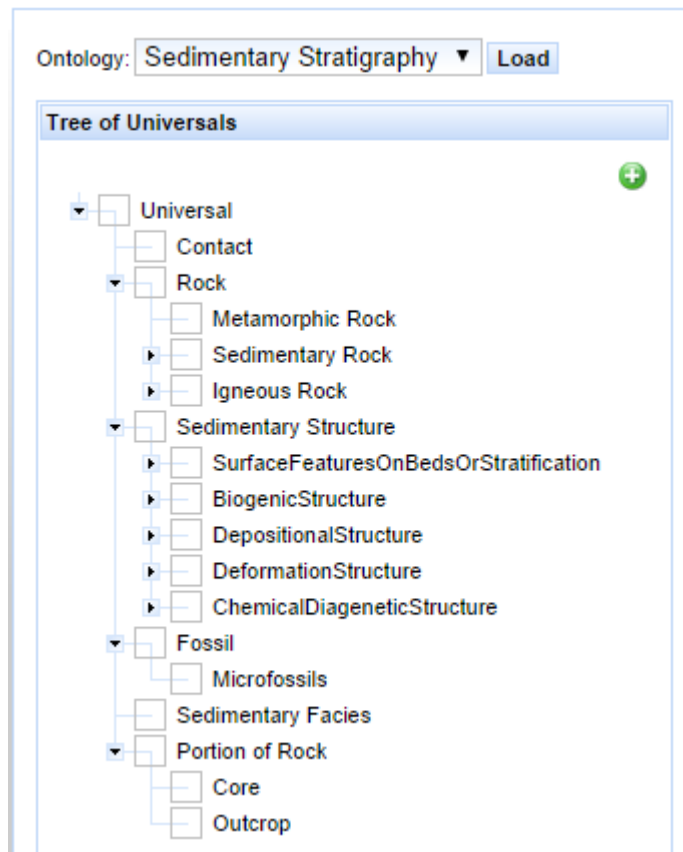 Ontology: Sedimentary Stratigraphy Load
Tree of Universals
Universal
Contact
Rock
Metamorphic Rock
Sedimentary Rock
Igneous Rock
Sedimentary Structure
SurfaceFeaturesOnBedsOrStratification
BiogenicStructure
DepositionalStructure
DeformationStructure
ChemicalDiageneticStructure
Fossil
Microfossils
Sedimentary Facies
Portion of Rock
Core
Outcrop